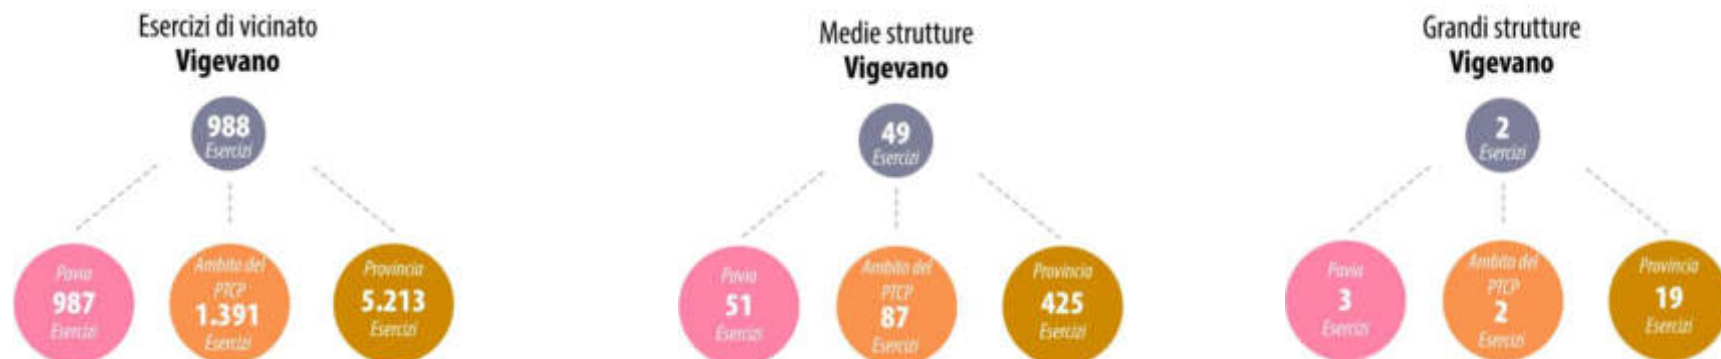 Esercizi di vicinato
Vigevano
988
Esercizi
Pavia
987
Esercizi
Ambito del
PTCP
1.391
Esercizi
Provincia
5.213
Esercizi
Medie strutture
Vigevano
49
Esercizi
Pavia
51
Esercizi
Ambito del
PTCP
87
Esercizi
Provincia
425
Esercizi
Grandi strutture
Vigevano
2
Esercizi
Pavia
3
Esercizi
Ambito del
PTCP
2
Esercizi
Provincia
19
Esercizi